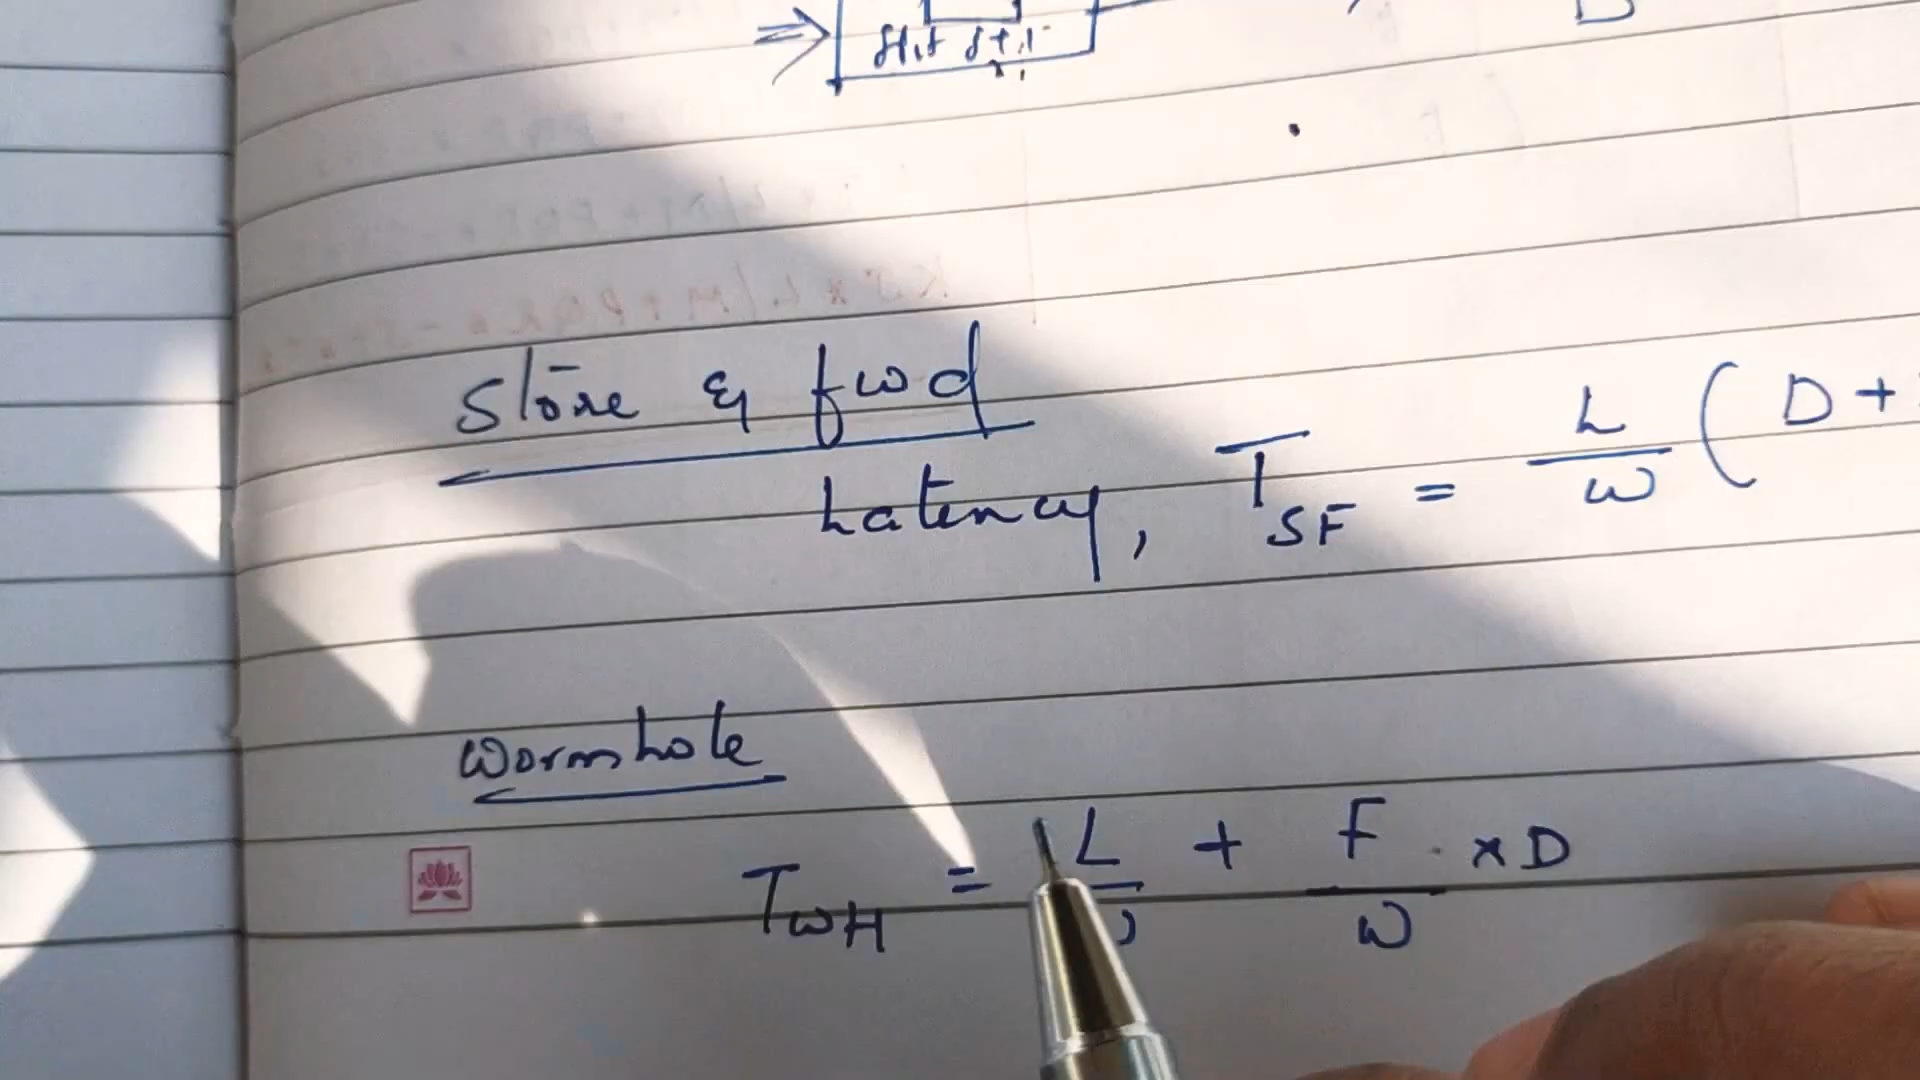 D
Store & fwd
Latency, T_SF = L/W ( D +
Wormhole
T_WH = L + F/W × D